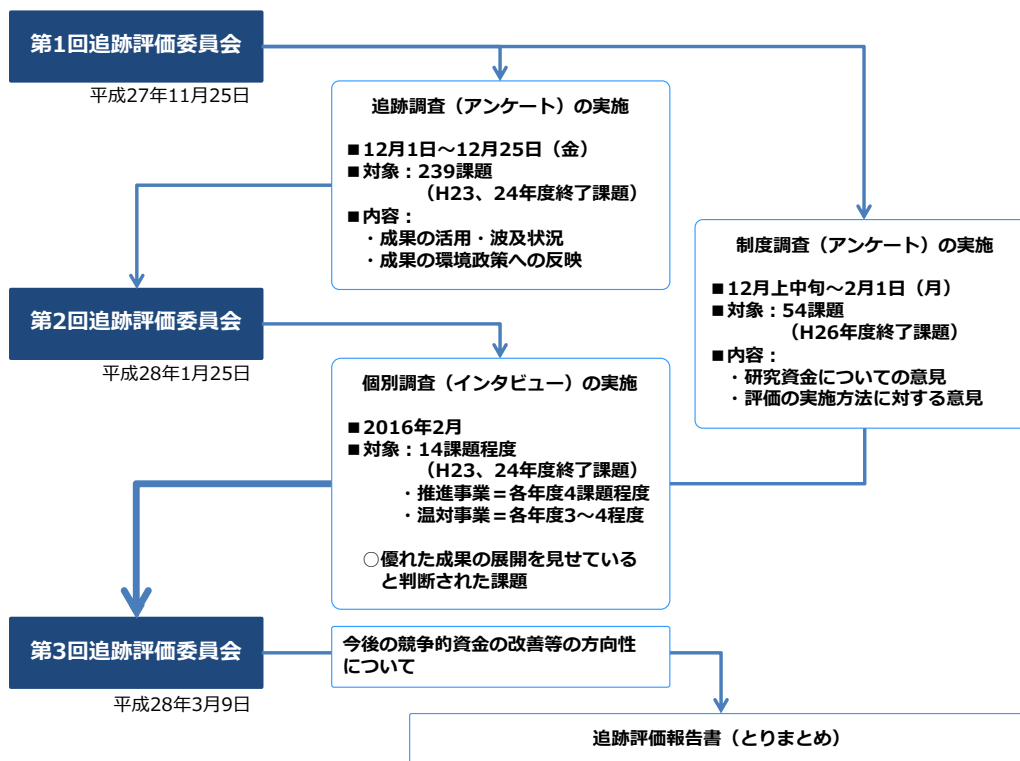 第1回追跡評価委員会
平成27年11月25日
追跡調査（アンケート）の実施
■12月1日～12月25日（金）
■対象：239課題
（H23、24年度終了課題）
■内容：
・成果の活用・波及状況
・成果の環境政策への反映
制度調査（アンケート）の実施
■12月上中旬～2月1日（月）
■対象：54課題
（H26年度終了課題）
■内容：
・研究資金についての意見
・評価の実施方法に対する意見
第2回追跡評価委員会
平成28年1月25日
個別調査（インタビュー）の実施
■2016年2月
■対象：14課題程度
（H23、24年度終了課題）
・推進事業＝各年度4課題程度
・温対事業＝各年度3～4程度
○優れた成果の展開を見せている
と判断された課題
第3回追跡評価委員会
平成28年3月9日
今後の競争的資金の改善等の方向性
について
追跡評価報告書（とりまとめ）